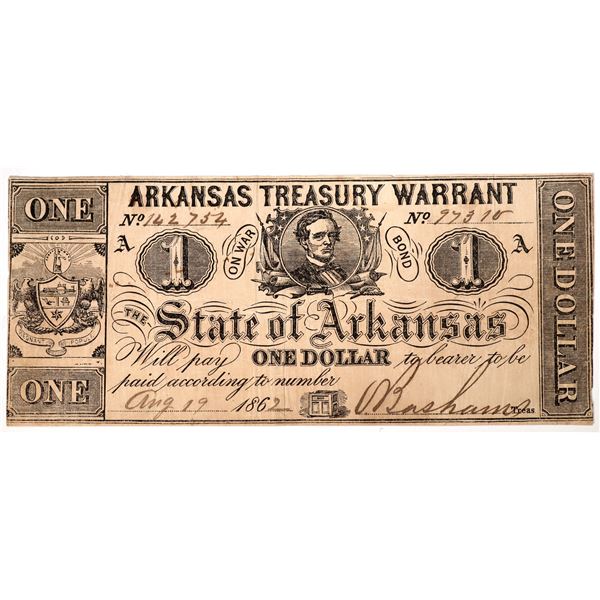 ARKANSAS TREASURY WARRANT
ONE
No 142754
No 97310
A 1 ON WAR BOND 1 A
THE
State of Arkansas
Will pay ONE DOLLAR to bearer to be
paid according to number
Aug 19 1862
O Basham Treas
ONE
ONE DOLLAR